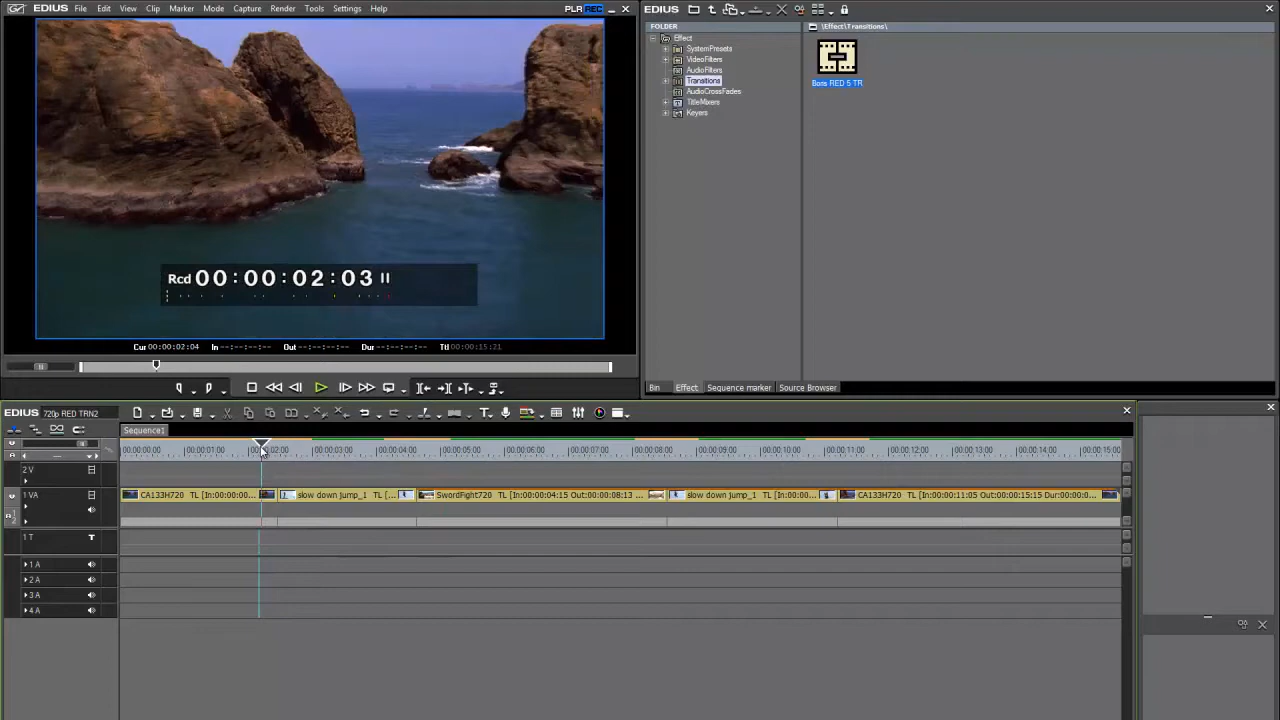 EDIUS File Edit View Clip Marker Mode Capture Render Tools Settings Help PLR REC
Rcd 00:00:02:03
Cur 00:00:02:04 In --:--:--:-- Out --:--:--:-- Dur --:--:--:-- Ttl 00:00:15:21
EDIUS
FOLDER
\Effect\Transitions\
Effect
SystemPresets
VideoFilters
AudioFilters
Transitions
AudioCrossFades
TitleMixers
Keyers
Boris RED 5 TR
Bin Effect Sequence marker Source Browser
EDIUS 720p RED TRN2
Sequence1
00:00:00:00 00:00:01:00 00:00:02:00 00:00:03:00 00:00:04:00 00:00:05:00 00:00:06:00 00:00:07:00 00:00:08:00 00:00:09:00 00:00:10:00 00:00:11:00 00:00:12:00 00:00:13:00 00:00:14:00 00:00:15:00
2 V
1 VA
CA133H720 TL [In:00:00:00... slow down jump_1 TL [... SwordFight720 TL [In:00:00:04:15 Out:00:00:08:13 ... slow down jump_1 TL [In:00:00... CA133H720 TL [In:00:00:11:05 Out:00:00:15:15 Dur:00:00:0...
1
2
1 T T
1 A
2 A
3 A
4 A